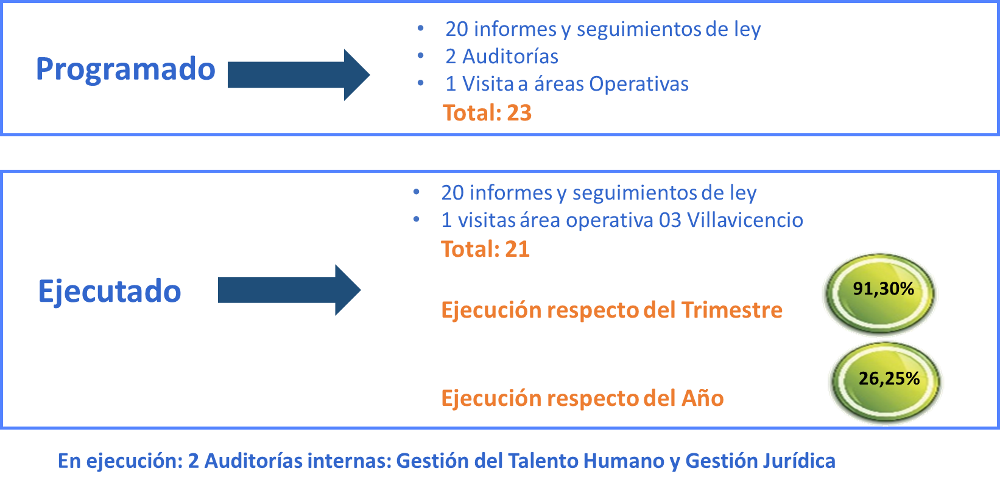 Programado
• 20 informes y seguimientos de ley
• 2 Auditorías
• 1 Visita a áreas Operativas
Total: 23
Ejecutado
• 20 informes y seguimientos de ley
• 1 visitas área operativa 03 Villavicencio
Total: 21
Ejecución respecto del Trimestre
91,30%
Ejecución respecto del Año
26,25%
En ejecución: 2 Auditorías internas: Gestión del Talento Humano y Gestión Jurídica